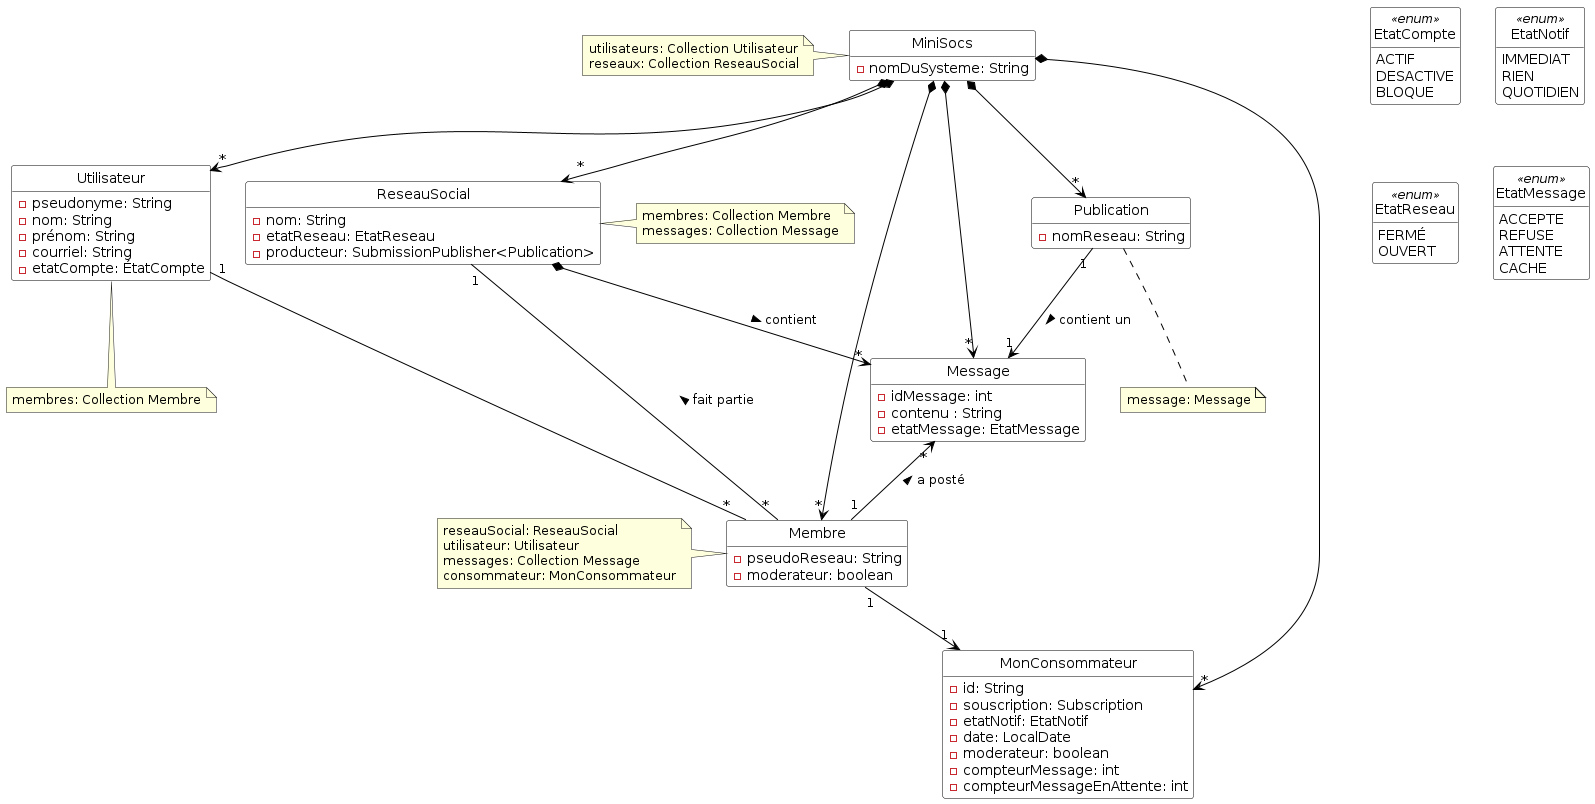 utilisateurs: Collection Utilisateur
reseaux: Collection ReseauSocial
MiniSocs
nomDuSysteme: String
«enum»
EtatCompte
ACTIF
DESACTIVE
BLOQUE
«enum»
EtatNotif
IMMEDIAT
RIEN
QUOTIDIEN
*
*
*
Utilisateur
pseudonyme: String
nom: String
prénom: String
courriel: String
etatCompte: EtatCompte
1
ReseauSocial
nom: String
etatReseau: EtatReseau
producteur: SubmissionPublisher<Publication>
1
membres: Collection Membre
messages: Collection Message
Publication
nomReseau: String
1
«enum»
EtatReseau
FERMÉ
OUVERT
«enum»
EtatMessage
ACCEPTE
REFUSE
ATTENTE
CACHE
contient
contient un
*
*
1
Message
idMessage: int
contenu : String
etatMessage: EtatMessage
membres: Collection Membre
fait partie
message: Message
*
a posté
*
*
*
1
reseauSocial: ReseauSocial
utilisateur: Utilisateur
messages: Collection Message
consommateur: MonConsommateur
Membre
pseudoReseau: String
moderateur: boolean
1
1
*
MonConsommateur
id: String
souscription: Subscription
etatNotif: EtatNotif
date: LocalDate
moderateur: boolean
compteurMessage: int
compteurMessageEnAttente: int